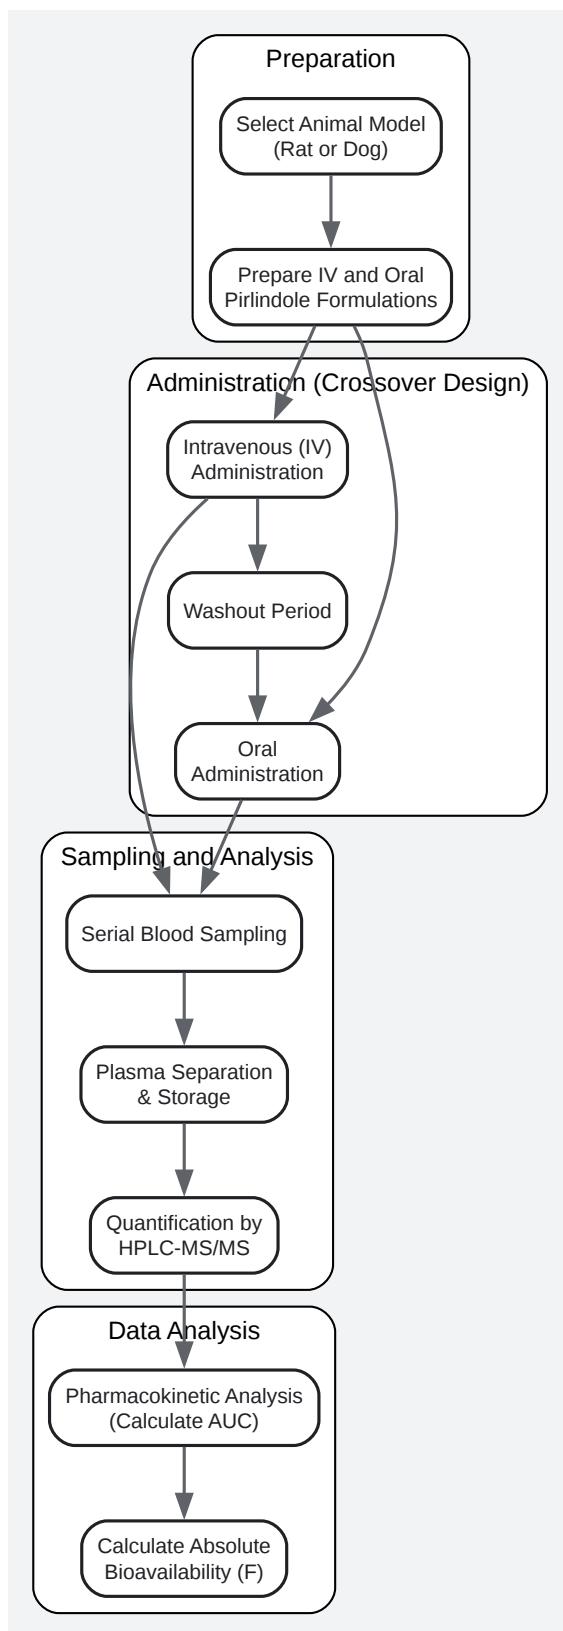 Preparation
Select Animal Model
(Rat or Dog)
Prepare IV and Oral
Pirlindole Formulations
Administration (Crossover Design)
Intravenous (IV)
Administration
Washout Period
Oral
Administration
Sampling and Analysis
Serial Blood Sampling
Plasma Separation
& Storage
Quantification by
HPLC-MS/MS
Data Analysis
Pharmacokinetic Analysis
(Calculate AUC)
Calculate Absolute
Bioavailability (F)